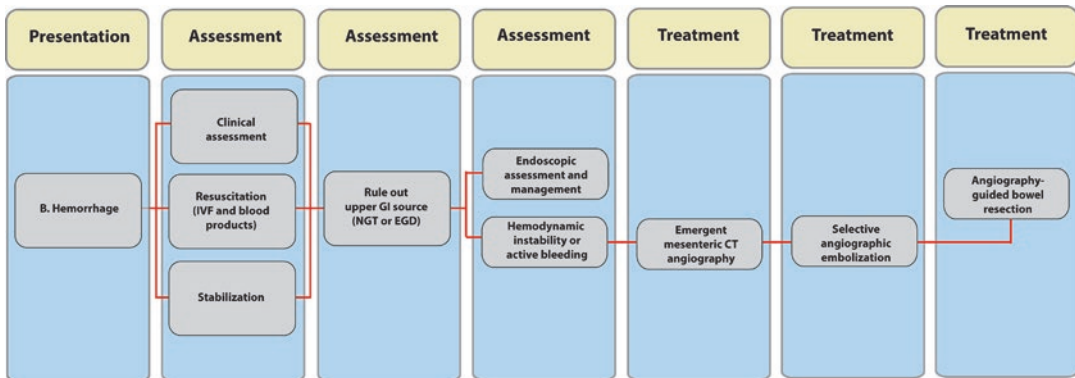 Presentation
Assessment
Assessment
Assessment
Treatment
Treatment
Treatment
B. Hemorrhage
Clinical
assessment
Resuscitation
(IVF and blood
products)
Stabilization
Rule out
upper GI source
(NGT or EGD)
Endoscopic
assessment and
management
Hemodynamic
instability or
active bleeding
Emergent
mesenteric CT
angiography
Selective
angiographic
embolization
Angiography-
guided bowel
resection